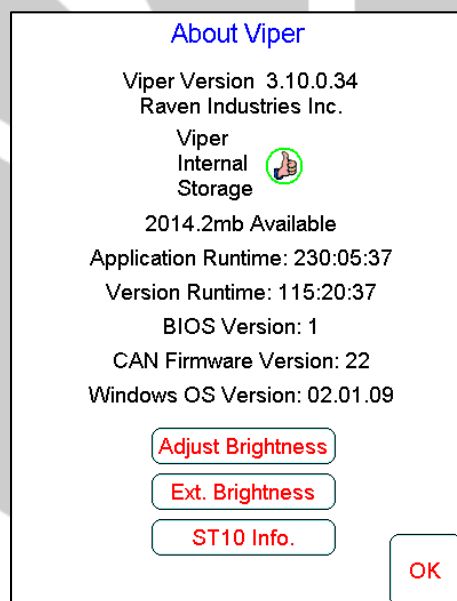 About Viper
Viper Version 3.10.0.34
Raven Industries Inc.
Viper
Internal
Storage
2014.2mb Available
Application Runtime: 230:05:37
Version Runtime: 115:20:37
BIOS Version: 1
CAN Firmware Version: 22
Windows OS Version: 02.01.09
Adjust Brightness
Ext. Brightness
ST10 Info.
OK